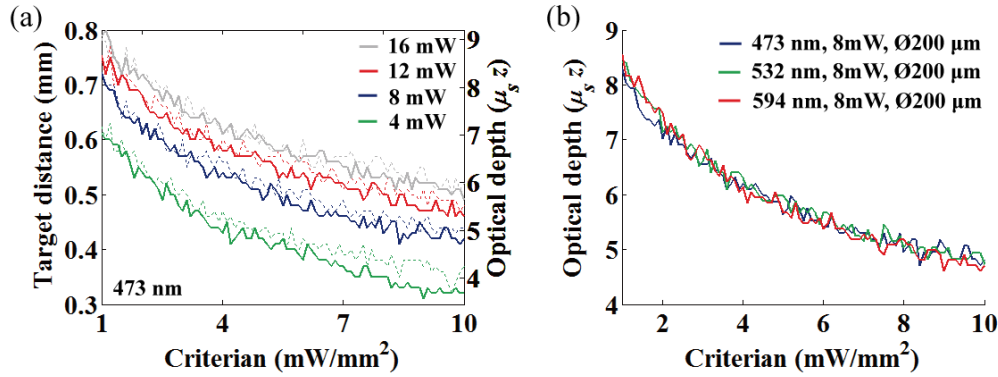 (a)
Target distance (mm)
0.8
0.7
0.6
0.5
0.4
0.3
16 mW
12 mW
8 mW
4 mW
473 nm
9
8
7
6
5
4
Optical depth (μs z)
1
4
7
10
Criterian (mW/mm²)
(b)
Optical depth (μs z)
9
8
7
6
5
4
473 nm, 8mW, Ø200 μm
532 nm, 8mW, Ø200 μm
594 nm, 8mW, Ø200 μm
2
4
6
8
10
Criterian (mW/mm²)